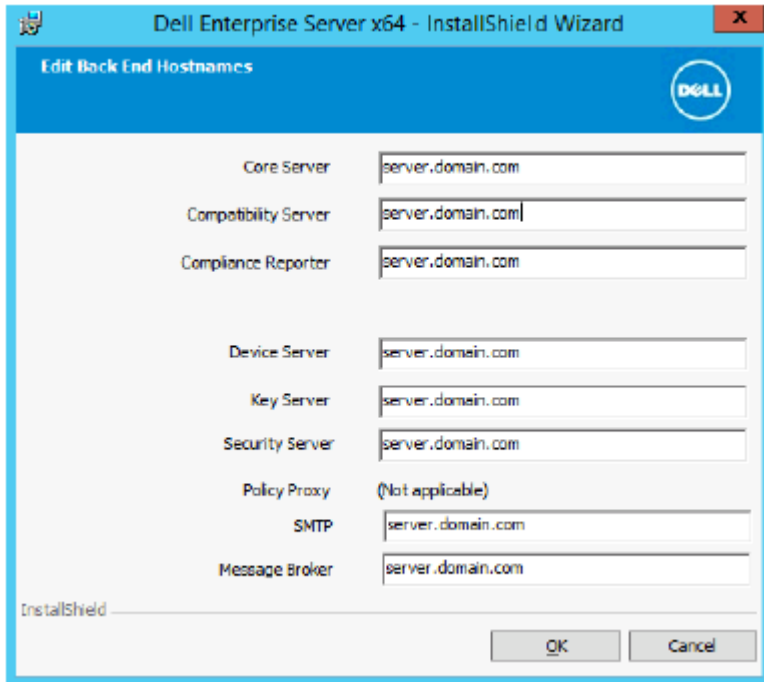 Dell Enterprise Server x64 - InstallShield Wizard
x
Edit Back End Hostnames
DELL
Core Server server.domain.com
Compatibility Server server.domain.com
Compliance Reporter server.domain.com
Device Server server.domain.com
Key Server server.domain.com
Security Server server.domain.com
Policy Proxy (Not applicable)
SMTP server.domain.com
Message Broker server.domain.com
InstallShield
OK Cancel